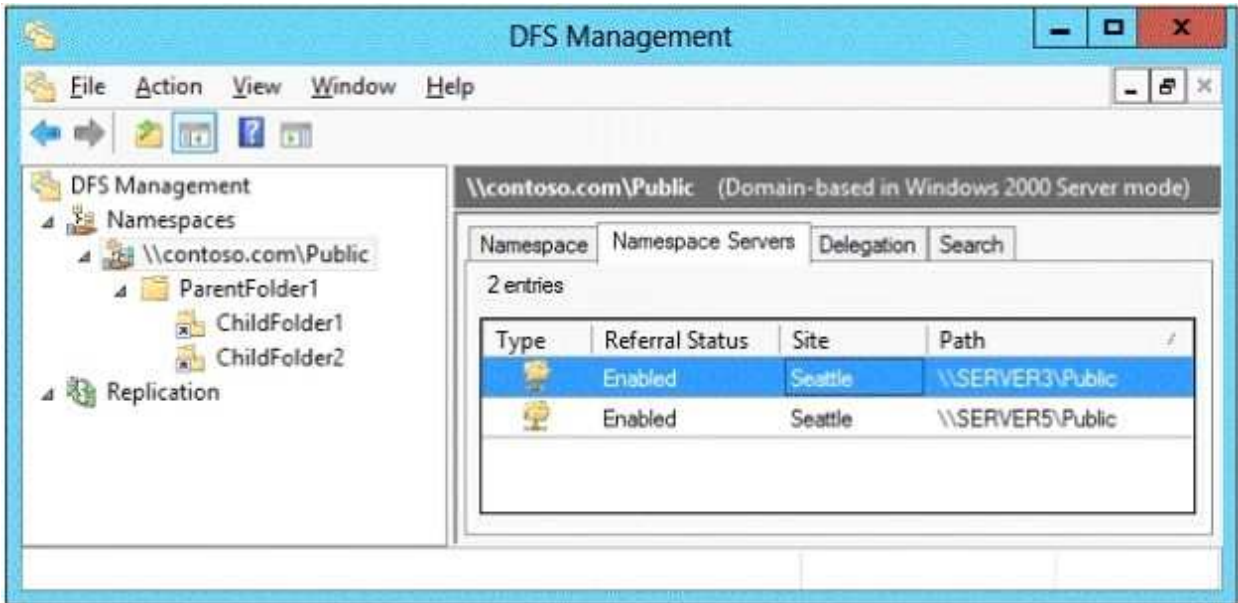 DFS Management
File Action View Window Help
DFS Management
Namespaces
\\contoso.com\Public
ParentFolder1
ChildFolder1
ChildFolder2
Replication
\\contoso.com\Public (Domain-based in Windows 2000 Server mode)
Namespace Namespace Servers Delegation Search
2 entries
Type Referral Status Site Path
Enabled Seattle \\SERVER3\Public
Enabled Seattle \\SERVER5\Public